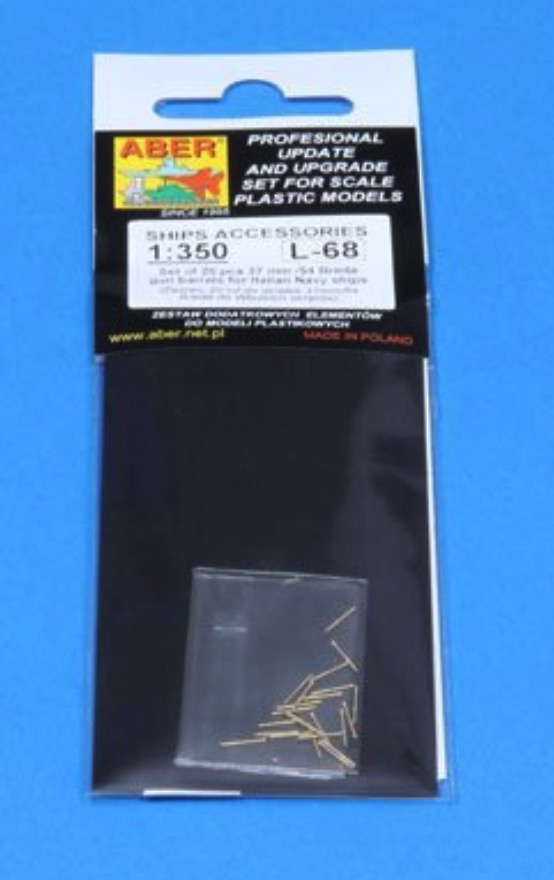 ABER®
SINCE 1995
PROFESIONAL
UPDATE
AND UPGRADE
SET FOR SCALE
PLASTIC MODELS
SHIPS ACCESSORIES
1:350 L-68
Set of 20 pcs 37 mm /54 Breda
gun barrels for Italian Navy ships
ZESTAW DODATKOWYCH ELEMENTÓW
DO MODELI PLASTIKOWYCH
www.aber.net.pl MADE IN POLAND